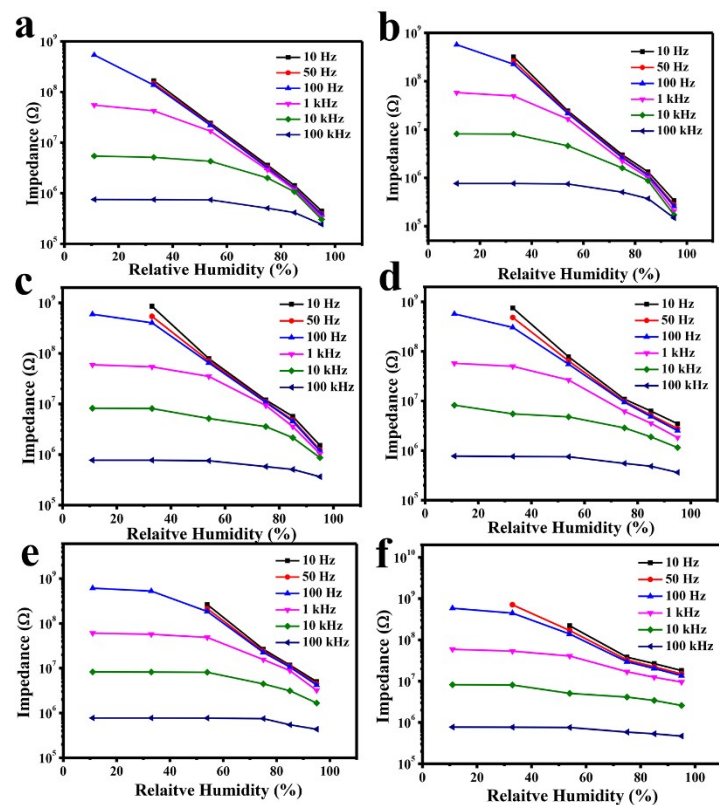 a
10⁹
10⁸
10⁷
10⁶
10⁵
Impedance (Ω)
10 Hz
50 Hz
100 Hz
1 kHz
10 kHz
100 kHz
0 20 40 60 80 100
Relaitve Humidity (%)
b
10⁹
10⁸
10⁷
10⁶
10⁵
Impedance (Ω)
10 Hz
50 Hz
100 Hz
1 kHz
10 kHz
100 kHz
0 20 40 60 80 100
Relaitve Humidity (%)
c
10⁹
10⁸
10⁷
10⁶
10⁵
Impedance (Ω)
10 Hz
50 Hz
100 Hz
1 kHz
10 kHz
100 kHz
0 20 40 60 80 100
Relaitve Humidity (%)
d
10⁹
10⁸
10⁷
10⁶
10⁵
Impedance (Ω)
10 Hz
50 Hz
100 Hz
1 kHz
10 kHz
100 kHz
0 20 40 60 80 100
Relaitve Humidity (%)
e
10⁹
10⁸
10⁷
10⁶
10⁵
Impedance (Ω)
10 Hz
50 Hz
100 Hz
1 kHz
10 kHz
100 kHz
0 20 40 60 80 100
Relaitve Humidity (%)
f
10¹⁰
10⁹
10⁸
10⁷
10⁶
10⁵
Impedance (Ω)
10 Hz
50 Hz
100 Hz
1 kHz
10 kHz
100 kHz
0 20 40 60 80 100
Relaitve Humidity (%)